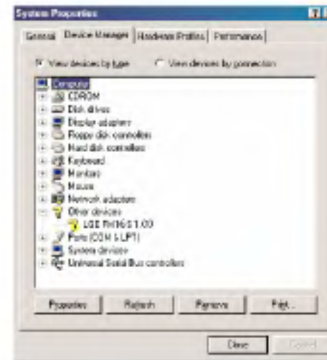 System Properties
General Device Manager Hardware Profiles Performance
View devices by type View devices by connection
Computer
CDROM
Disk drives
Display adapters
Floppy disk controllers
Hard disk controllers
Keyboard
Monitors
Mouse
Network adapters
Other devices
Ports (COM & LPT)
System devices
Universal Serial Bus controllers
Properties Refresh Remove Print...
Close Cancel